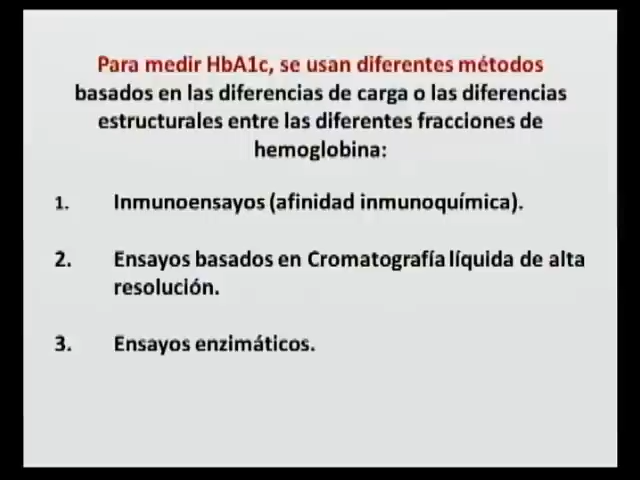 Para medir HbA1c, se usan diferentes métodos
basados en las diferencias de carga o las diferencias
estructurales entre las diferentes fracciones de
hemoglobina:
1. Inmunoensayos (afinidad inmunoquímica).
2. Ensayos basados en Cromatografía líquida de alta
resolución.
3. Ensayos enzimáticos.